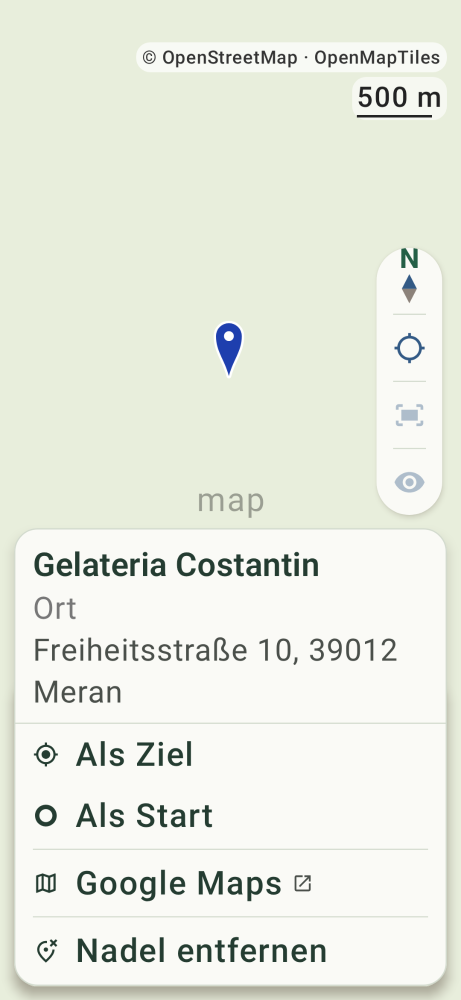 © OpenStreetMap · OpenMapTiles
500 m
N
map
Gelateria Costantin
Ort
Freiheitsstraße 10, 39012
Meran
Als Ziel
Als Start
Google Maps
Nadel entfernen